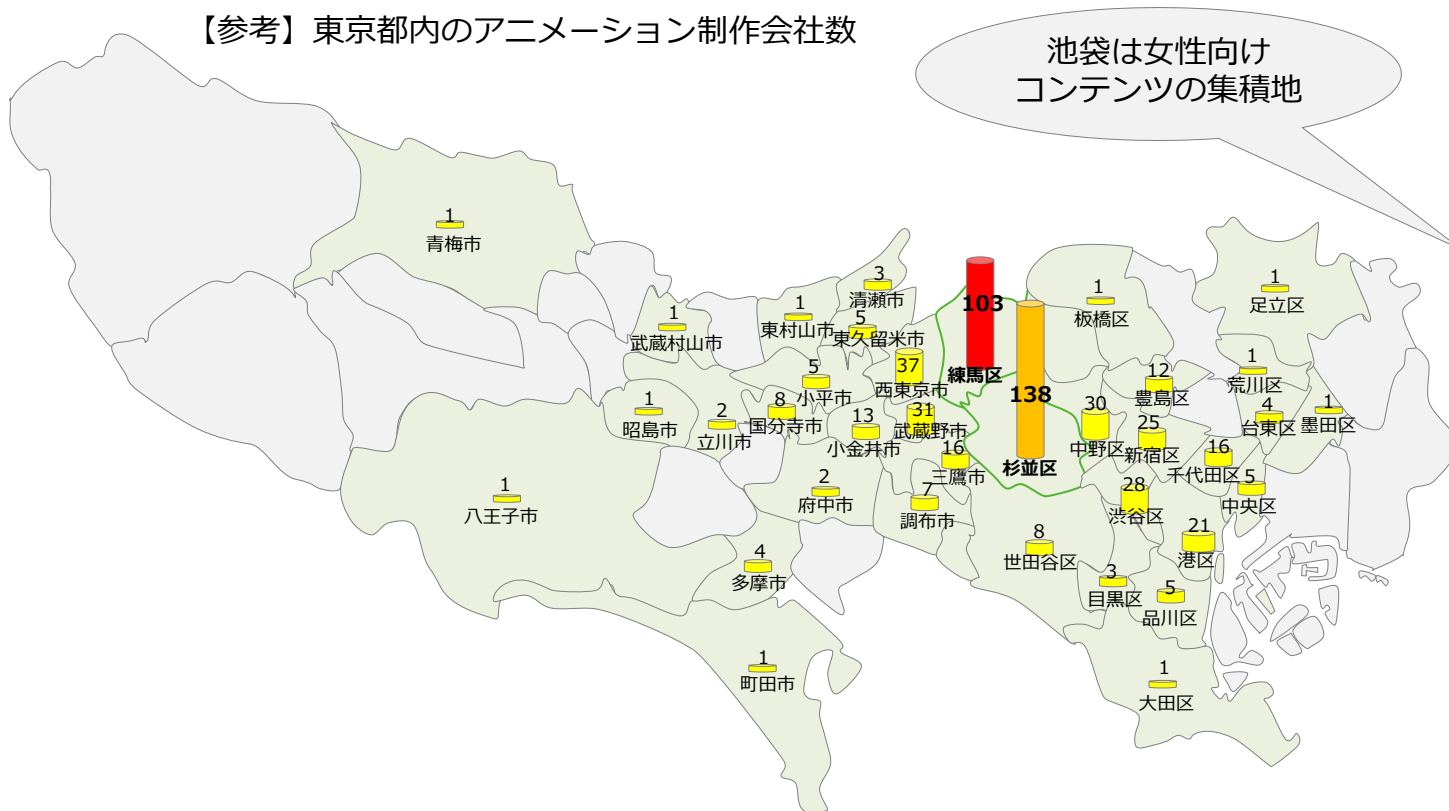 【参考】東京都内のアニメーション制作会社数
池袋は女性向け
コンテンツの集積地
1
青梅市
3
清瀬市
1
東村山市
5
東久留米市
1
武蔵村山市
103
練馬区
138
杉並区
1
板橋区
1
足立区
37
西東京市
5
小平市
12
豊島区
1
荒川区
1
昭島市
2
立川市
8
国分寺市
13
小金井市
31
武蔵野市
16
三鷹市
30
中野区
25
新宿区
4
台東区
1
墨田区
16
千代田区
5
中央区
1
八王子市
2
府中市
7
調布市
28
渋谷区
21
港区
8
世田谷区
4
多摩市
3
目黒区
5
品川区
1
町田市
1
大田区